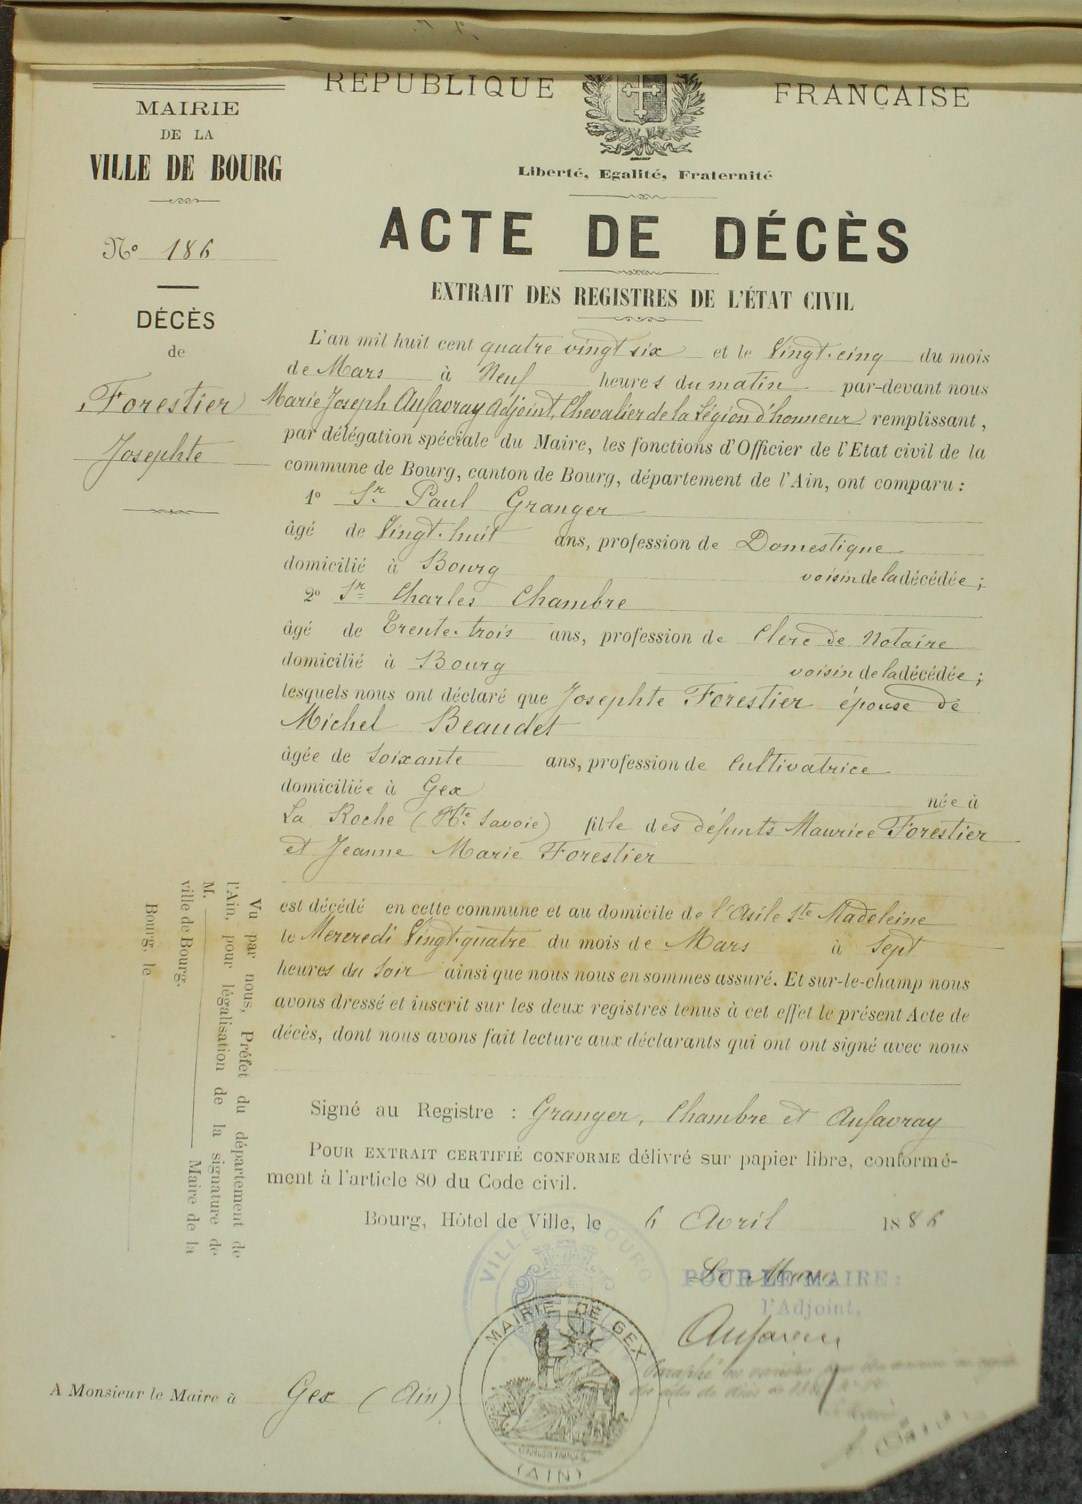 RÉPUBLIQUE FRANÇAISE
Liberté, Egalité, Fraternité
MAIRIE
DE LA
VILLE DE BOURG
Nº 186
DÉCÈS
de
Forestier
Josephte
ACTE DE DÉCÈS
EXTRAIT DES REGISTRES DE L'ÉTAT CIVIL
L'an mil huit cent quatre vingt six et le Vingt-cinq du mois
de Mars à Neuf heures du matin par-devant nous
Marie Joseph Aufavray Adjoint, Chevalier de la Légion d'honneur remplissant,
par délégation spéciale du Maire, les fonctions d'Officier de l'Etat civil de la
commune de Bourg, canton de Bourg, département de l'Ain, ont comparu :
1º Sr Paul Granger
âgé de Vingt-huit ans, profession de Domestique
domicilié à Bourg voisin de la décédée ;
2º Sr Charles Chambre
âgé de Trente-trois ans, profession de Clerc de Notaire
domicilié à Bourg voisin de la décédée ;
lesquels nous ont déclaré que Josephte Forestier épouse de
Michel Beaudet
âgée de Soixante ans, profession de Cultivatrice
domiciliée à Gex née à
La Roche (Hte Savoie) fille des défunts Maurice Forestier
et Jeanne Marie Forestier
est décédé en cette commune et au domicile de l'Asile Ste Madeleine
le Mercredi Vingt-quatre du mois de Mars à Sept
heures du Soir ainsi que nous nous en sommes assuré. Et sur-le-champ nous
avons dressé et inscrit sur les deux registres tenus à cet effet le présent Acte de
décès, dont nous avons fait lecture aux déclarants qui ont ont signé avec nous
Signé au Registre : Granger, Chambre et Aufavray
POUR EXTRAIT CERTIFIÉ CONFORME délivré sur papier libre, conformé-
ment à l'article 80 du Code civil.
Bourg, Hôtel de Ville, le 6 Avril 1886
Le Maire
POUR LE MAIRE :
l'Adjoint,
Aufavray
VILLE DE BOURG
MAIRIE DE GEX
(AIN)
A Monsieur le Maire à Gex (Ain)
Vu par nous, Préfet du département de
l'Ain, pour légalisation de la signature de
M. Maire de la
ville de Bourg.
Bourg, le